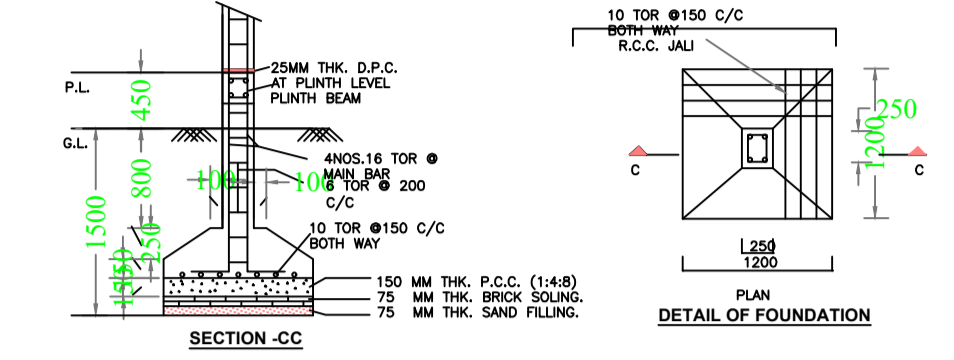 10 TOR @150 C/C
BOTH WAY
R.C.C. JALI
25MM THK. D.P.C.
AT PLINTH LEVEL
PLINTH BEAM
P.L.
450
G.L.
250
1200
4NOS.16 TOR @
MAIN BAR
6 TOR @ 200
C/C
800
100
100
C
C
1500
10 TOR @150 C/C
BOTH WAY
250
250
1200
150 MM THK. P.C.C. (1:4:8)
75 MM THK. BRICK SOLING.
75 MM THK. SAND FILLING.
PLAN
DETAIL OF FOUNDATION
SECTION -CC